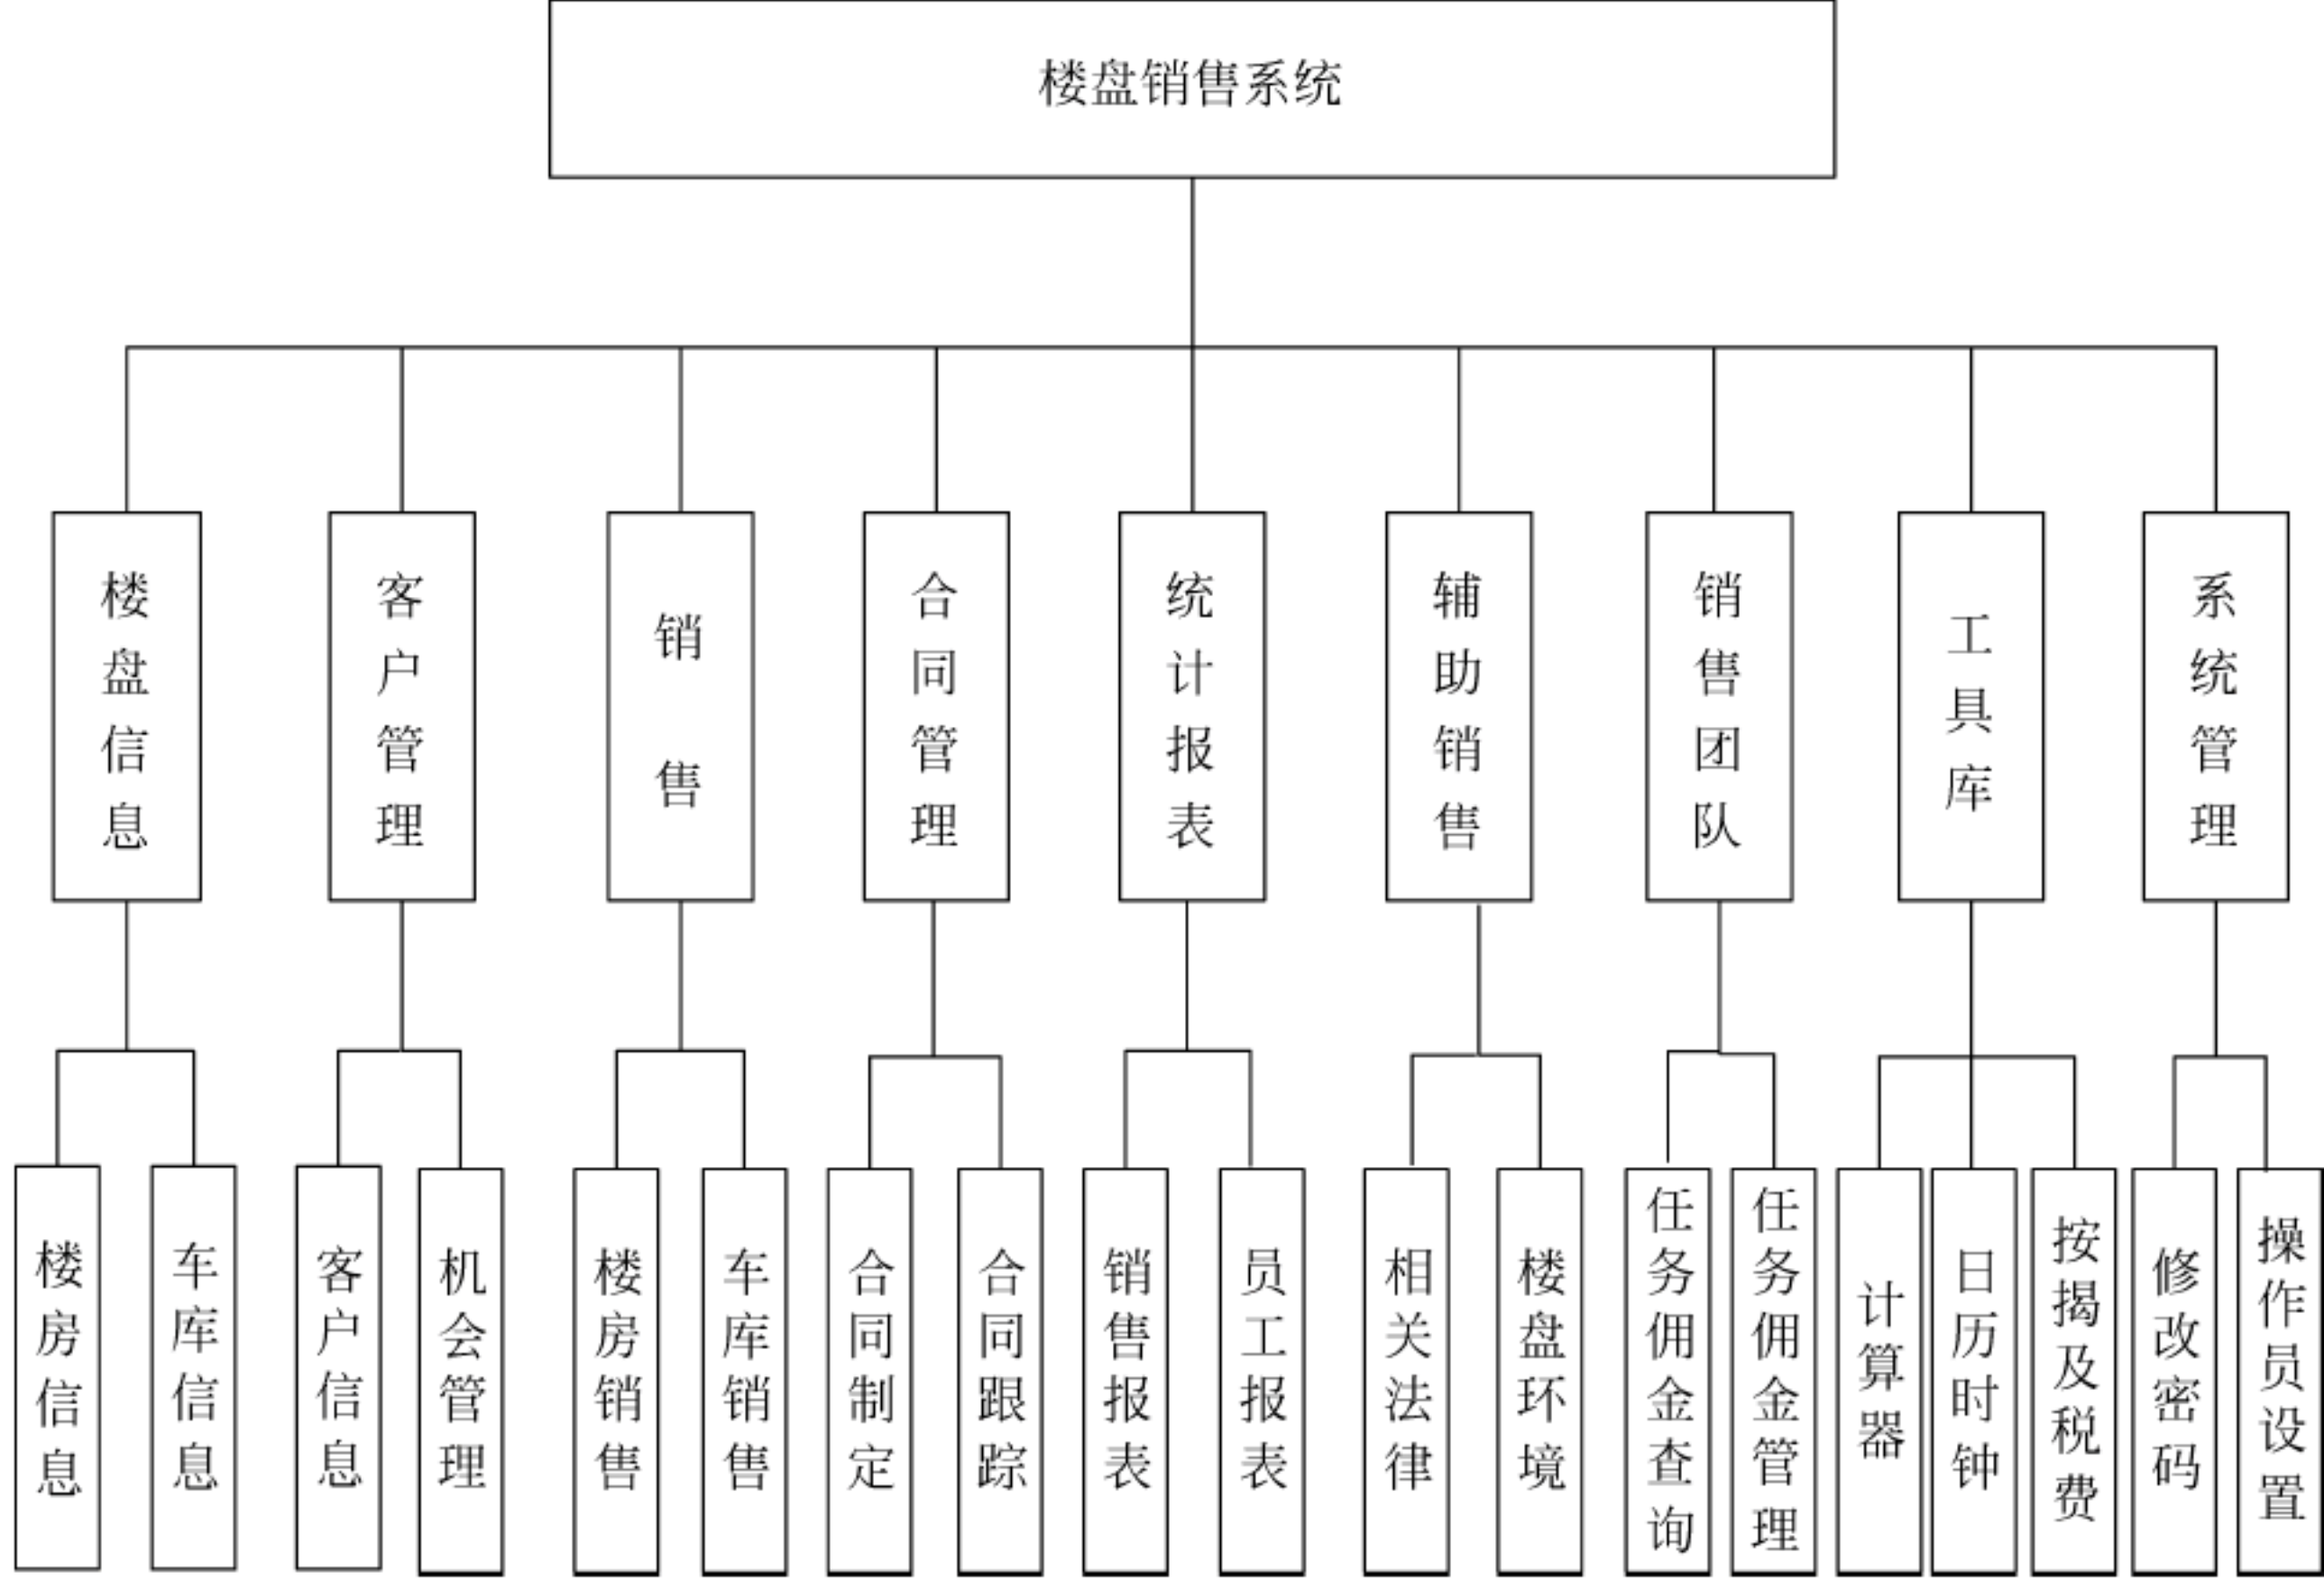 楼盘销售系统
楼盘信息
客户管理
销售
合同管理
统计报表
辅助销售
销售团队
工具库
系统管理
楼房信息
车库信息
客户信息
机会管理
楼房销售
车库销售
合同制定
合同跟踪
销售报表
员工报表
相关法律
楼盘环境
任务佣金查询
任务佣金管理
计算器
日历时钟
按揭及税费
修改密码
操作员设置